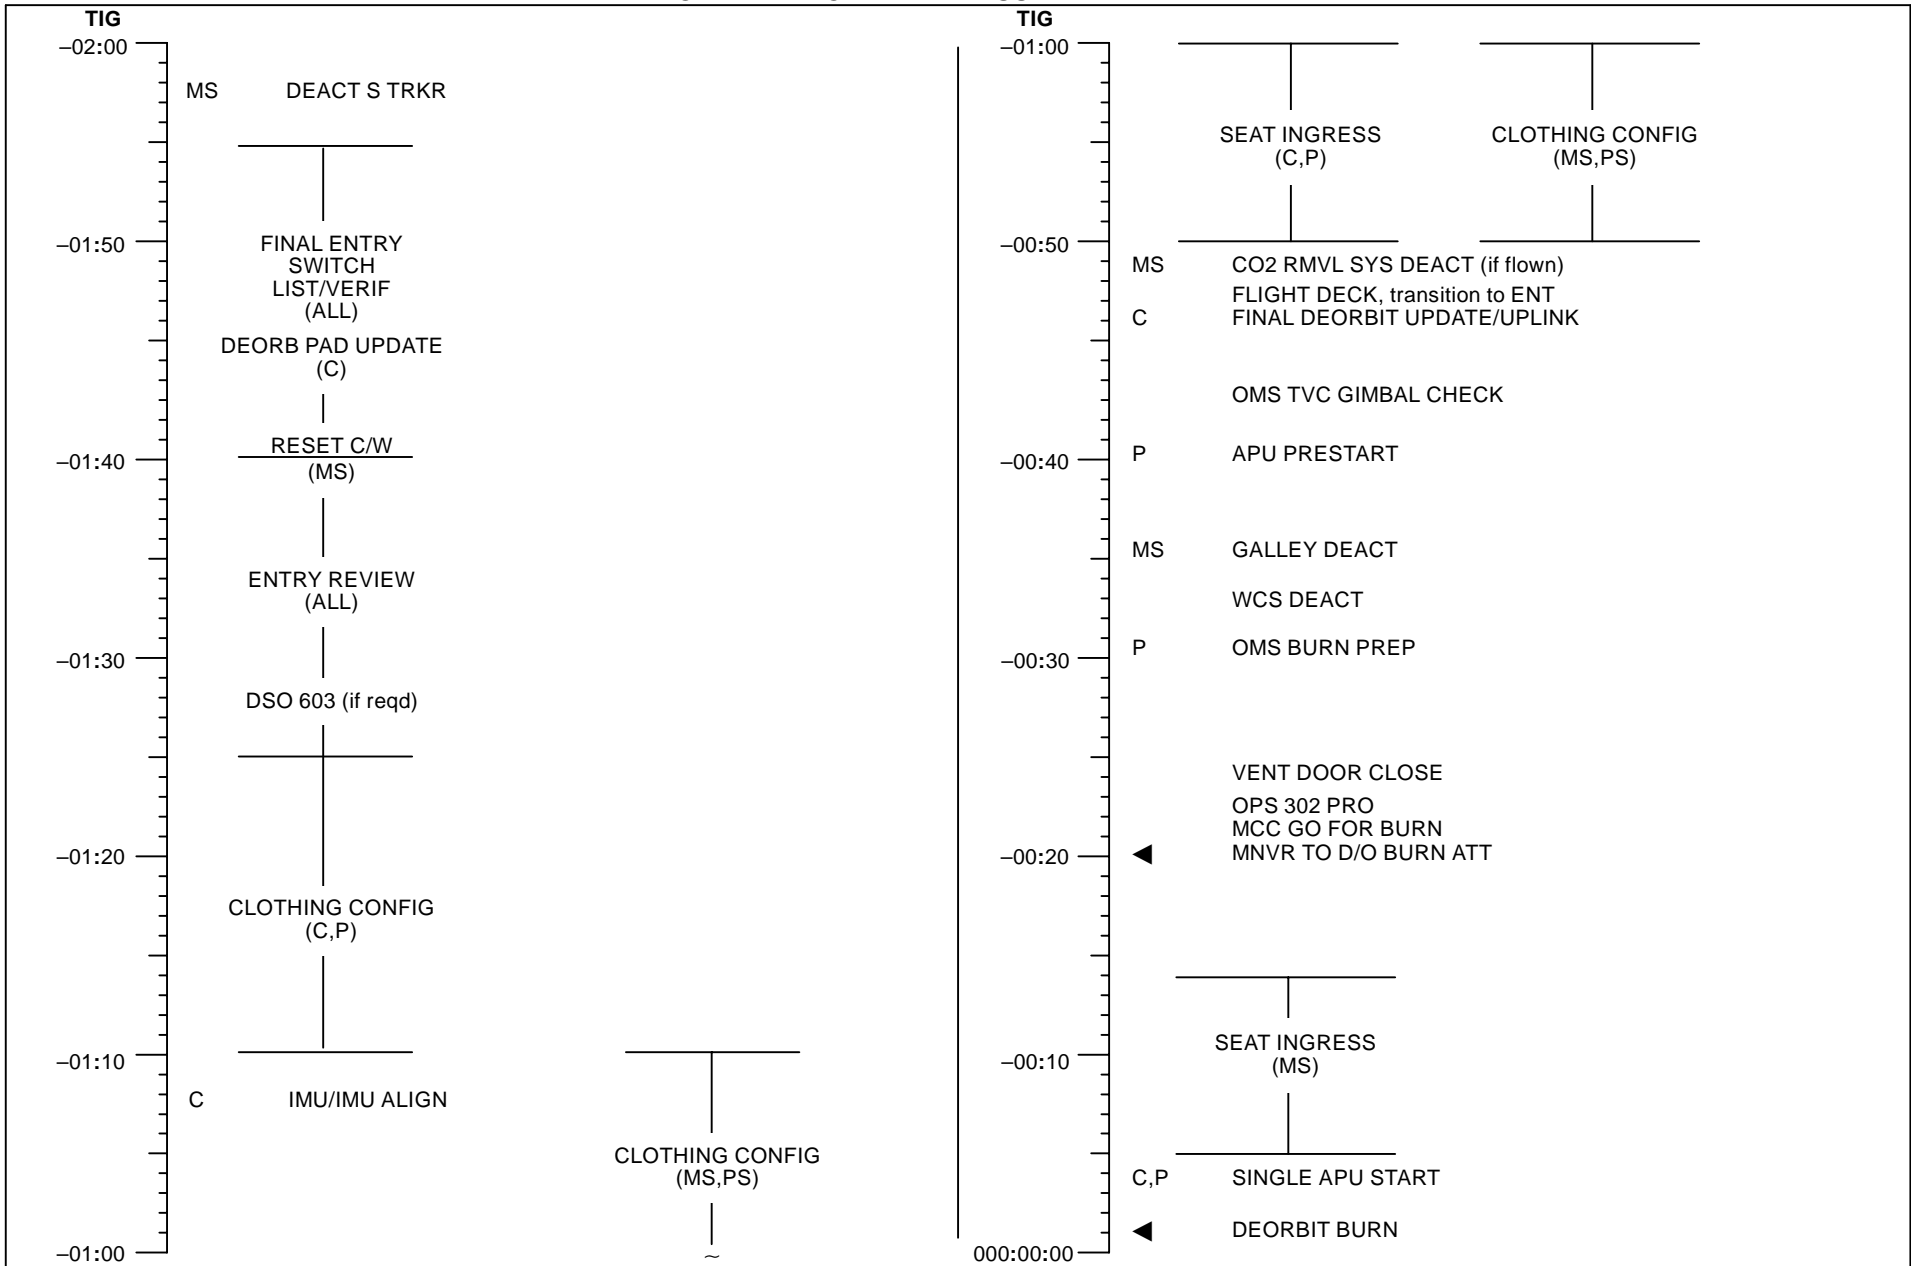 TIG
–02:00
MS DEACT S TRKR
–01:50
FINAL ENTRY
SWITCH
LIST/VERIF
(ALL)
DEORB PAD UPDATE
(C)
RESET C/W
–01:40
(MS)
ENTRY REVIEW
(ALL)
–01:30
DSO 603 (if reqd)
–01:20
CLOTHING CONFIG
(C,P)
–01:10
C IMU/IMU ALIGN
CLOTHING CONFIG
(MS,PS)
–01:00
~
TIG
–01:00
SEAT INGRESS
(C,P)
CLOTHING CONFIG
(MS,PS)
–00:50
MS CO2 RMVL SYS DEACT (if flown)
FLIGHT DECK, transition to ENT
C FINAL DEORBIT UPDATE/UPLINK
OMS TVC GIMBAL CHECK
P APU PRESTART
–00:40
MS GALLEY DEACT
WCS DEACT
P OMS BURN PREP
–00:30
VENT DOOR CLOSE
OPS 302 PRO
MCC GO FOR BURN
–00:20 ◀ MNVR TO D/O BURN ATT
SEAT INGRESS
–00:10
(MS)
C,P SINGLE APU START
◀ DEORBIT BURN
000:00:00